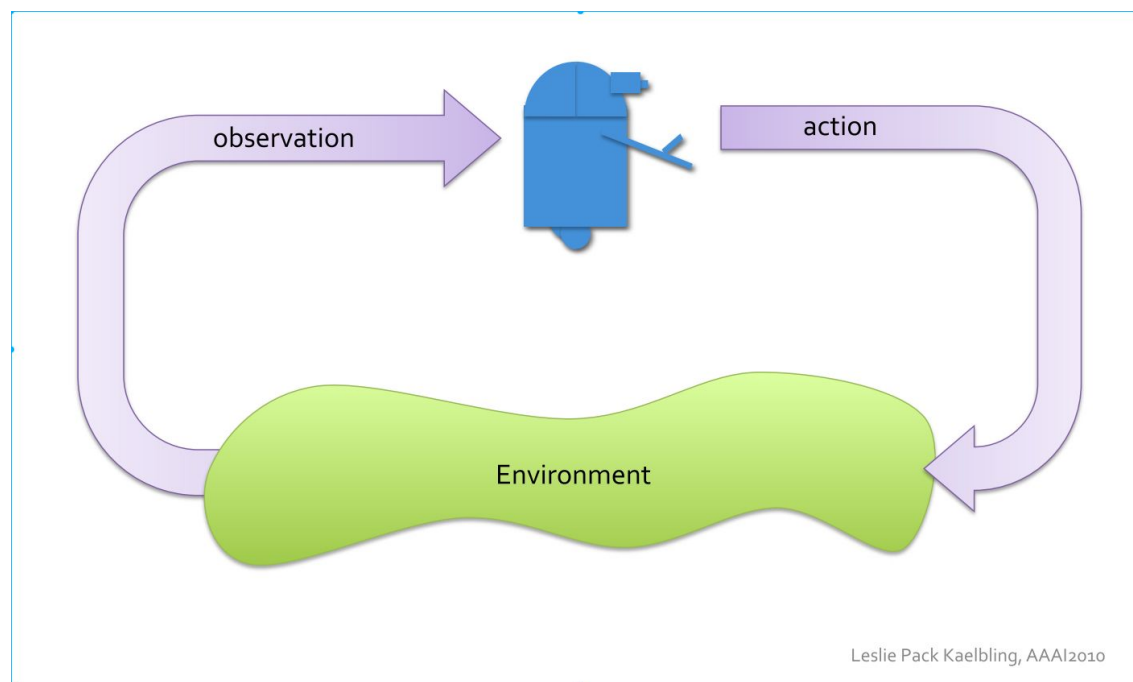 observation
action
Environment
Leslie Pack Kaelbling, AAAI2010